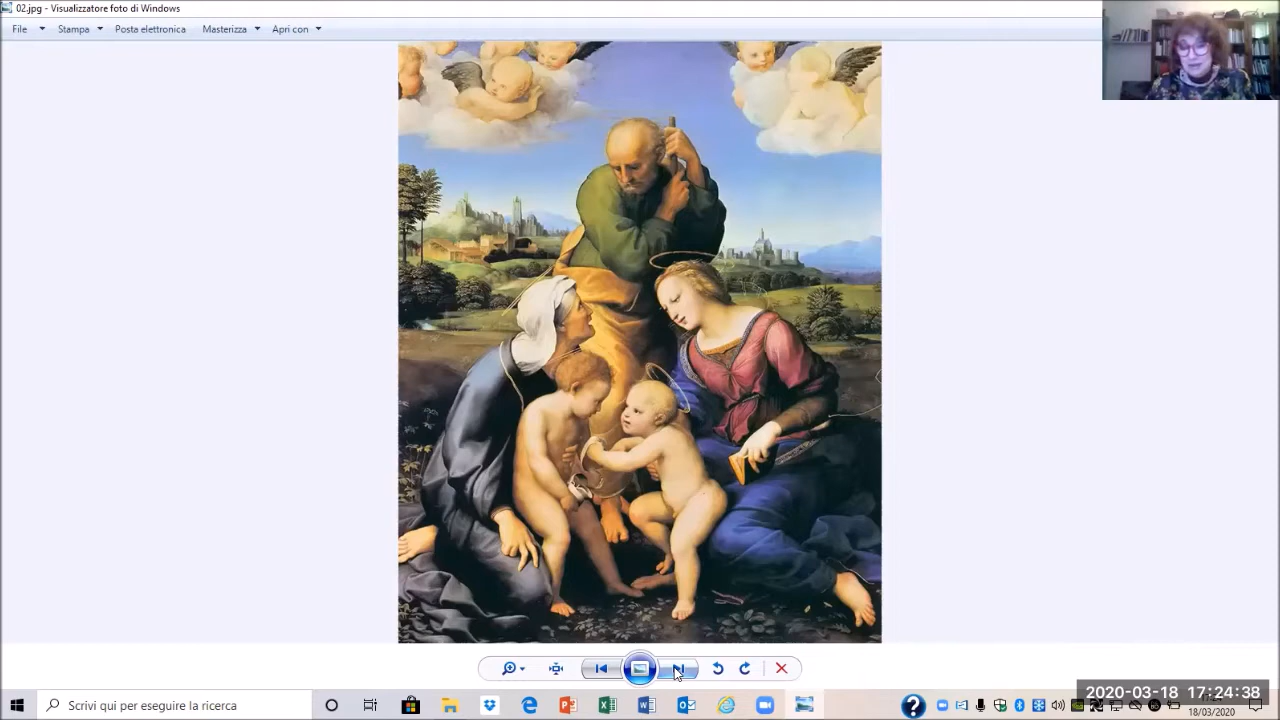 02.jpg - Visualizzatore foto di Windows
File Stampa Posta elettronica Masterizza Apri con
Scrivi qui per eseguire la ricerca
2020-03-18 17:24:38
18/03/2020